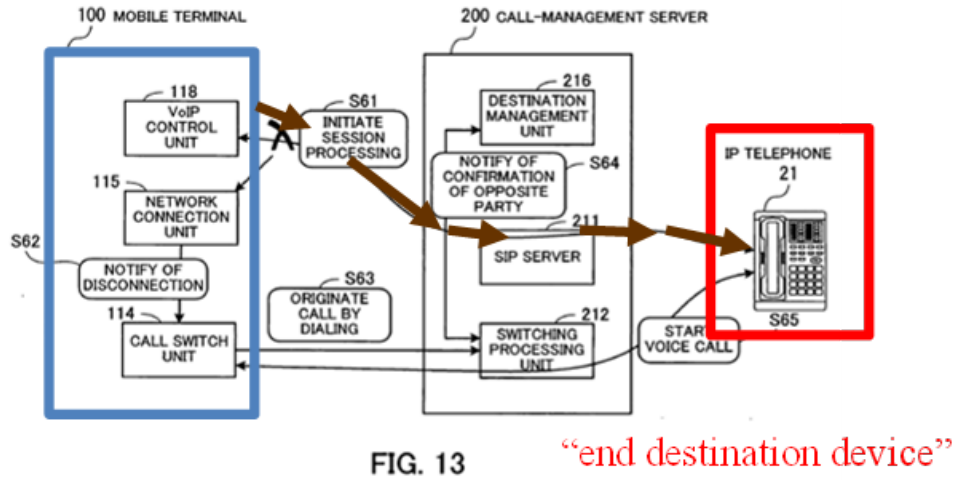 100 MOBILE TERMINAL
200 CALL-MANAGEMENT SERVER
118
VoIP
CONTROL
UNIT
S61
INITIATE
SESSION
PROCESSING
216
DESTINATION
MANAGEMENT
UNIT
S64
NOTIFY OF
CONFIRMATION
OF OPPOSITE
PARTY
IP TELEPHONE
21
115
NETWORK
CONNECTION
UNIT
211
SIP SERVER
S62
NOTIFY OF
DISCONNECTION
S63
ORIGINATE
CALL BY
DIALING
114
CALL SWITCH
UNIT
212
SWITCHING
PROCESSING
UNIT
S65
START
VOICE CALL
FIG. 13
“end destination device”